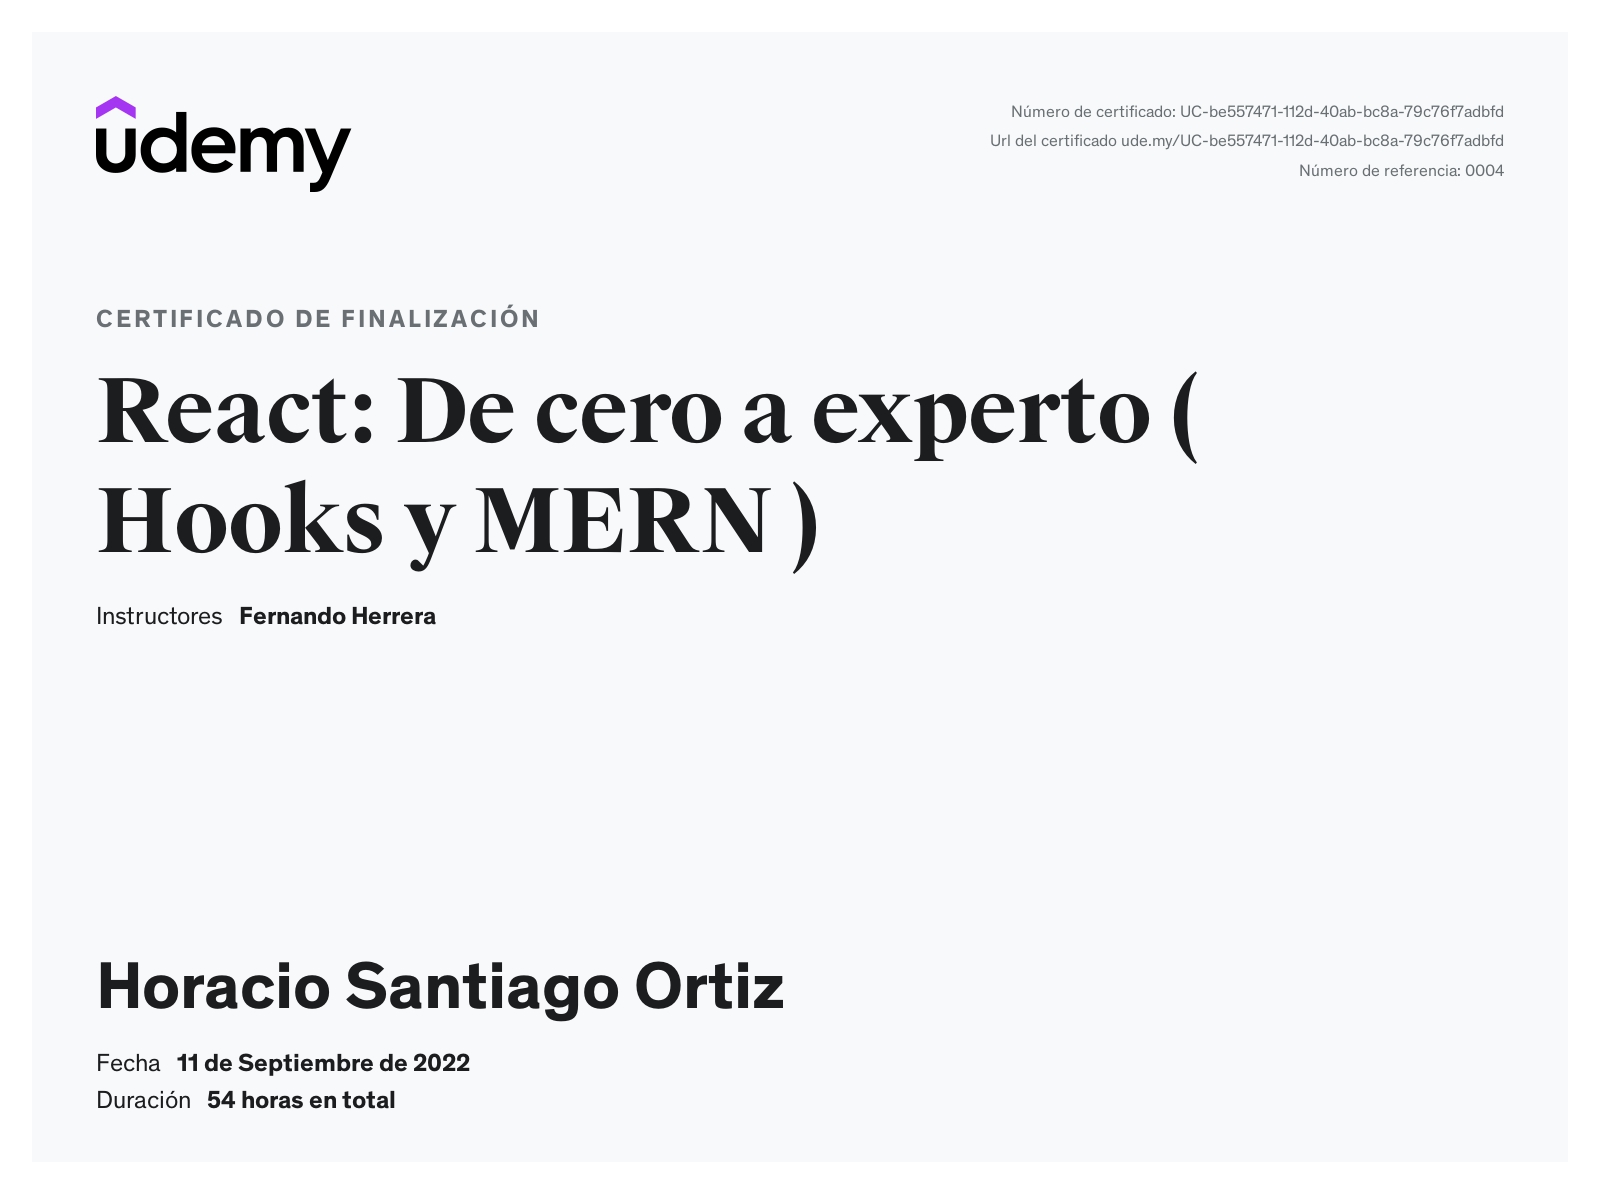 udemy
Número de certificado: UC-be557471-112d-40ab-bc8a-79c76f7adbfd
Url del certificado ude.my/UC-be557471-112d-40ab-bc8a-79c76f7adbfd
Número de referencia: 0004
CERTIFICADO DE FINALIZACIÓN
React: De cero a experto (
Hooks y MERN )
Instructores Fernando Herrera
Horacio Santiago Ortiz
Fecha 11 de Septiembre de 2022
Duración 54 horas en total